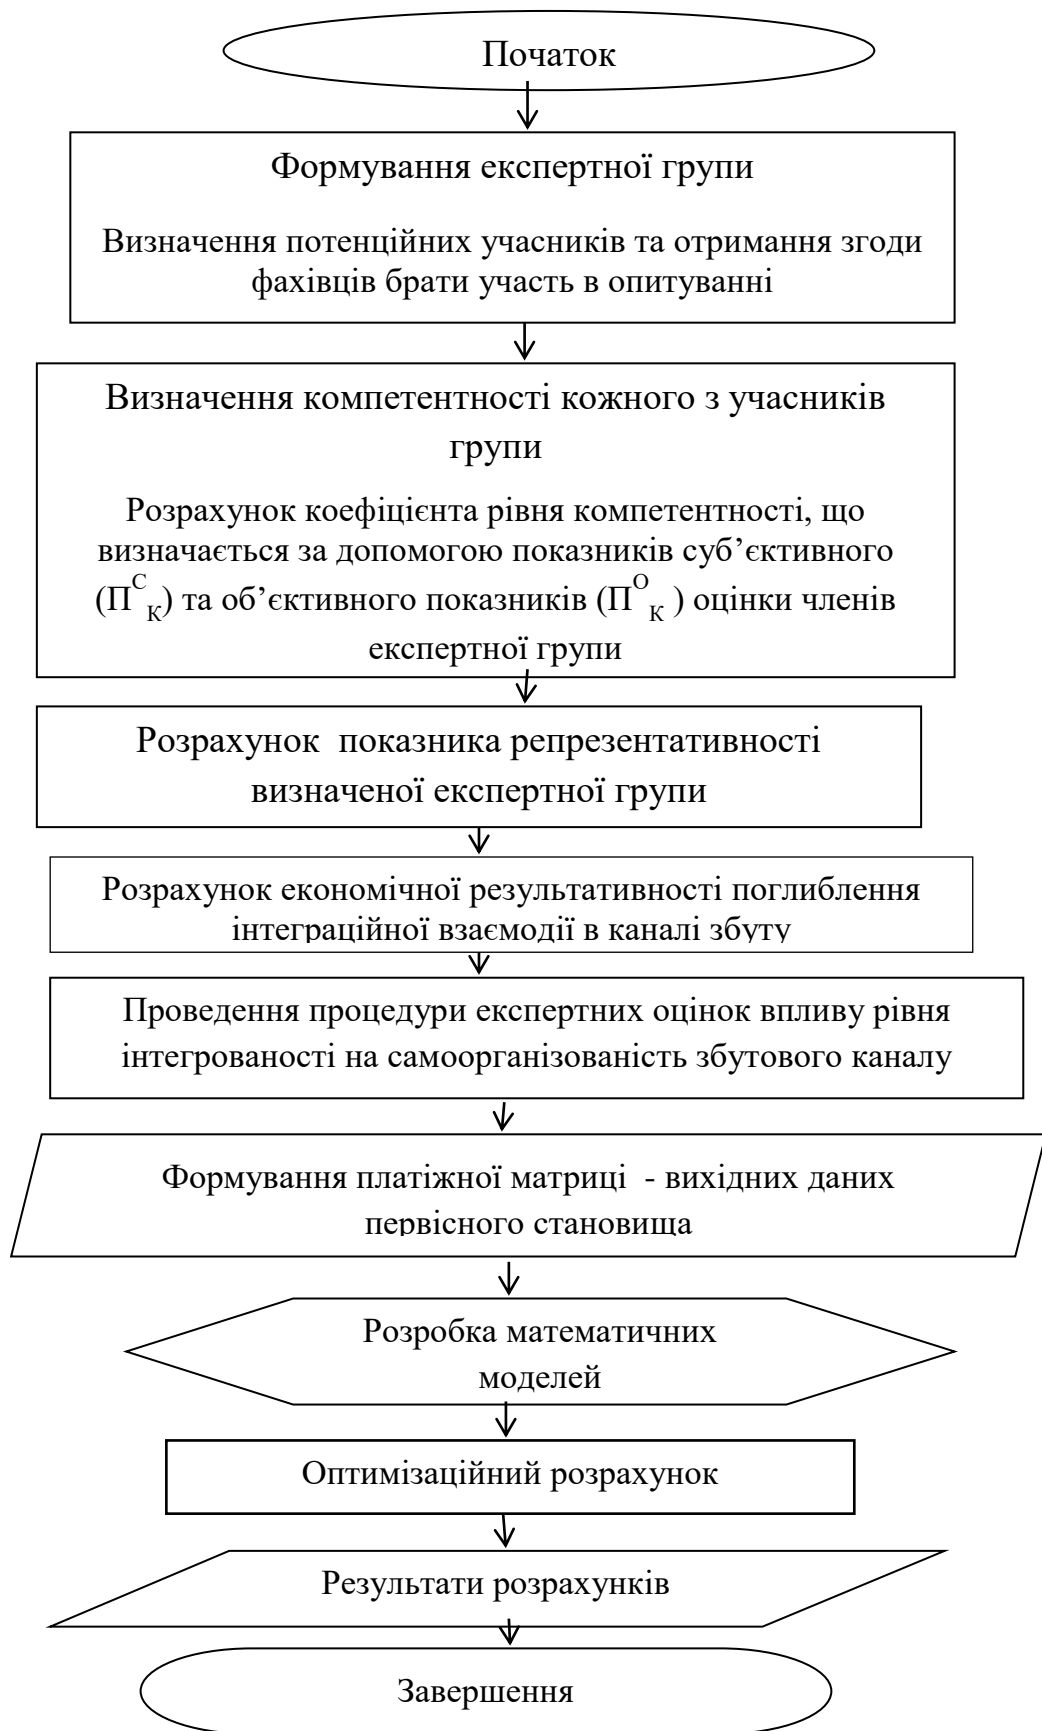 Початок
Формування експертної групи
Визначення потенційних учасників та отримання згоди
фахівців брати участь в опитуванні
Визначення компетентності кожного з учасників
групи
Розрахунок коефіцієнта рівня компетентності, що
визначається за допомогою показників суб’єктивного
(П^С_К) та об’єктивного показників (П^О_К ) оцінки членів
експертної групи
Розрахунок показника репрезентативності
визначеної експертної групи
Розрахунок економічної результативності поглиблення
інтеграційної взаємодії в каналі збуту
Проведення процедури експертних оцінок впливу рівня
інтегрованості на самоорганізованість збутового каналу
Формування платіжної матриці - вихідних даних
первісного становища
Розробка математичних
моделей
Оптимізаційний розрахунок
Результати розрахунків
Завершення